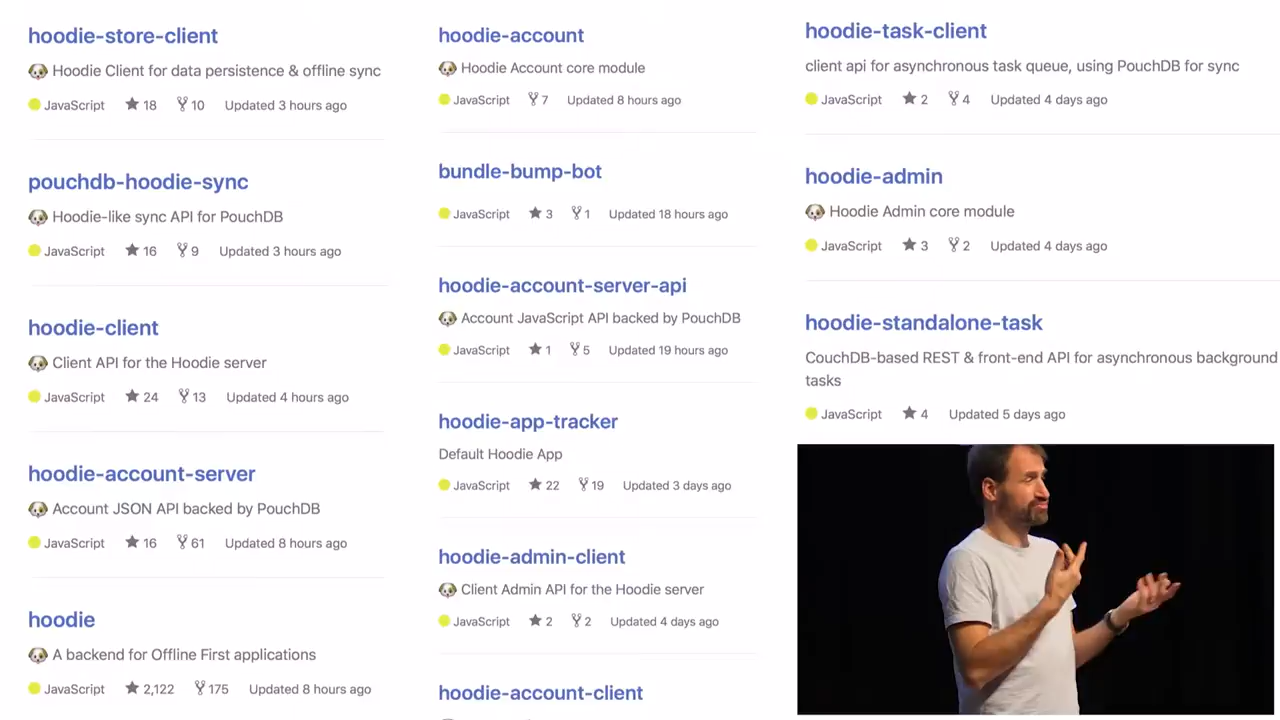 hoodie-store-client
Hoodie Client for data persistence & offline sync
JavaScript 18 10 Updated 3 hours ago
pouchdb-hoodie-sync
Hoodie-like sync API for PouchDB
JavaScript 16 9 Updated 3 hours ago
hoodie-client
Client API for the Hoodie server
JavaScript 24 13 Updated 4 hours ago
hoodie-account-server
Account JSON API backed by PouchDB
JavaScript 16 61 Updated 8 hours ago
hoodie
A backend for Offline First applications
JavaScript 2,122 175 Updated 8 hours ago
hoodie-account
Hoodie Account core module
JavaScript 7 Updated 8 hours ago
bundle-bump-bot
JavaScript 3 1 Updated 18 hours ago
hoodie-account-server-api
Account JavaScript API backed by PouchDB
JavaScript 1 5 Updated 19 hours ago
hoodie-app-tracker
Default Hoodie App
JavaScript 22 19 Updated 3 days ago
hoodie-admin-client
Client Admin API for the Hoodie server
JavaScript 2 2 Updated 4 days ago
hoodie-account-client
hoodie-task-client
client api for asynchronous task queue, using PouchDB for sync
JavaScript 2 4 Updated 4 days ago
hoodie-admin
Hoodie Admin core module
JavaScript 3 2 Updated 4 days ago
hoodie-standalone-task
CouchDB-based REST & front-end API for asynchronous background
tasks
JavaScript 4 Updated 5 days ago